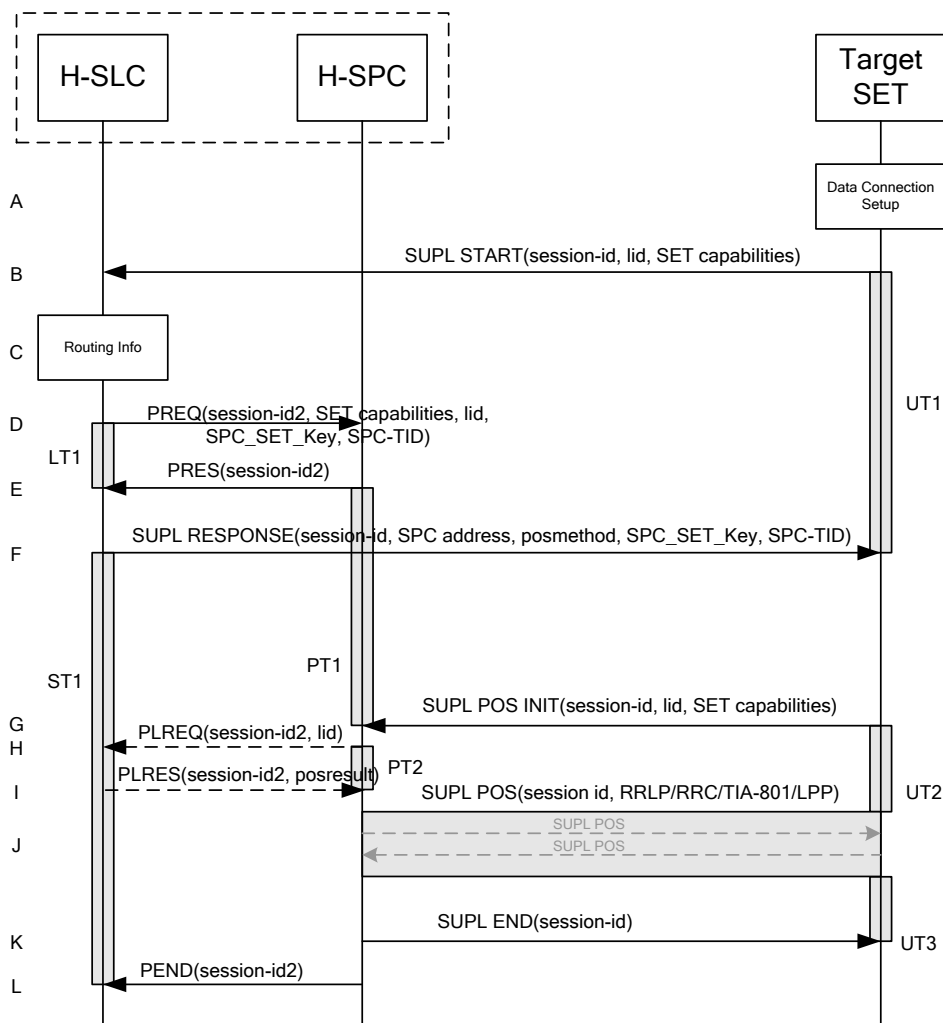 H-SLC
H-SPC
Target
SET
A
Data Connection
Setup
SUPL START(session-id, lid, SET capabilities)
B
C
Routing Info
UT1
D
PREQ(session-id2, SET capabilities, lid,
SPC_SET_Key, SPC-TID)
LT1
PRES(session-id2)
E
SUPL RESPONSE(session-id, SPC address, posmethod, SPC_SET_Key, SPC-TID)
F
PT1
ST1
SUPL POS INIT(session-id, lid, SET capabilities)
G
PLREQ(session-id2, lid)
H
PT2
PLRES(session-id2, posresult)
I
SUPL POS(session id, RRLP/RRC/TIA-801/LPP)
UT2
SUPL POS
J
SUPL POS
SUPL END(session-id)
K
UT3
PEND(session-id2)
L